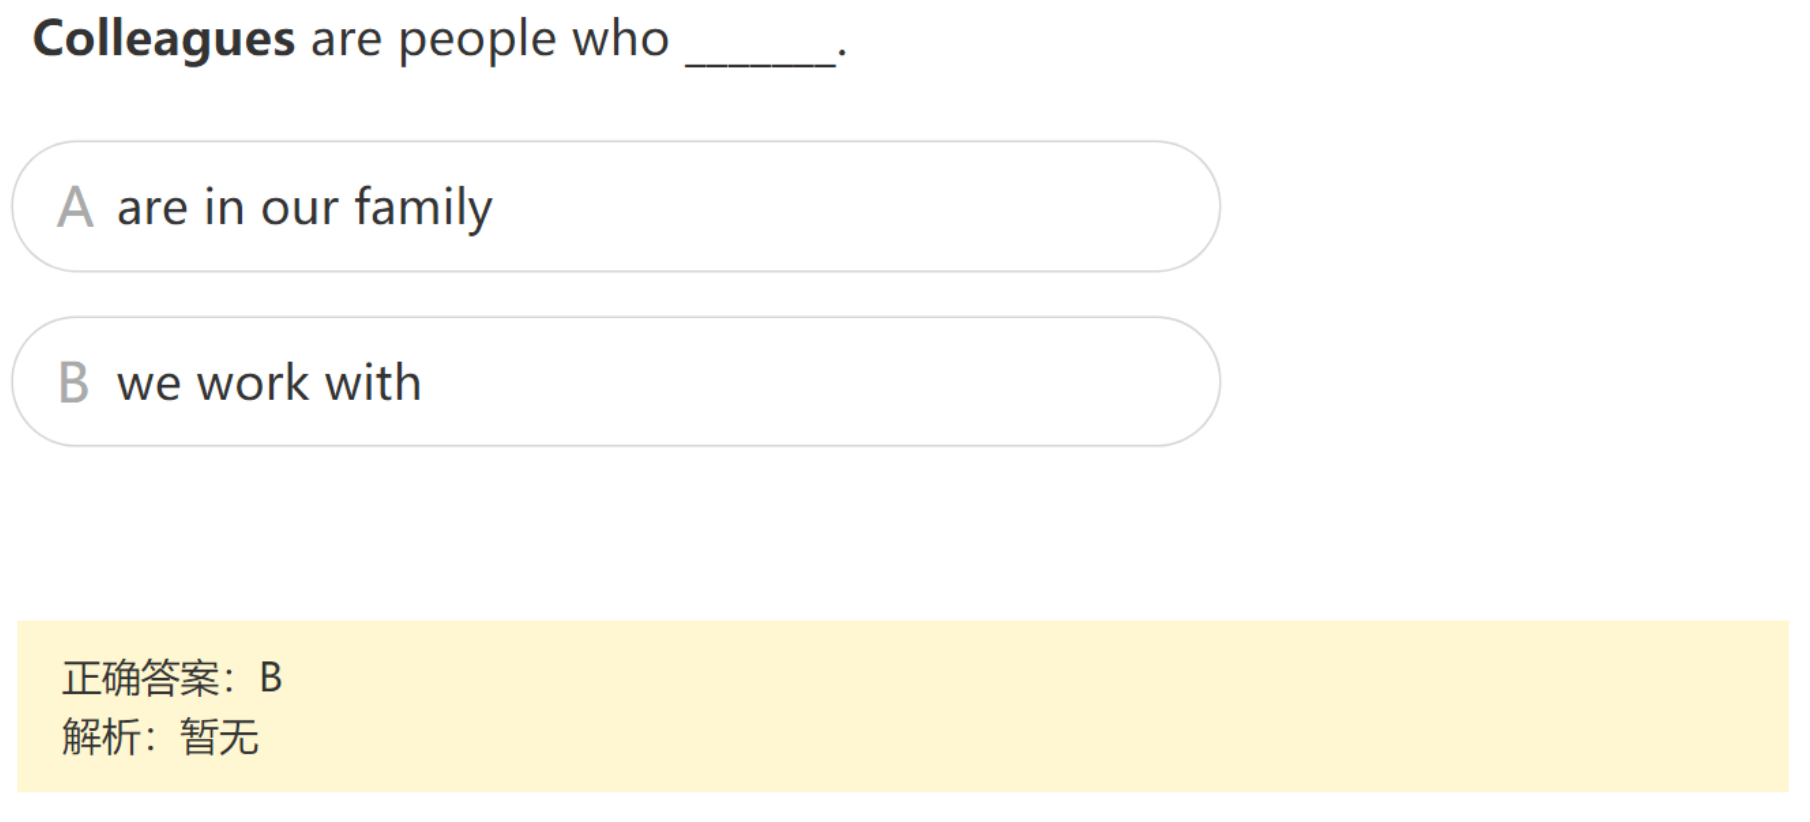 Colleagues are people who _______.
A are in our family
B we work with
正确答案：B
解析：暂无